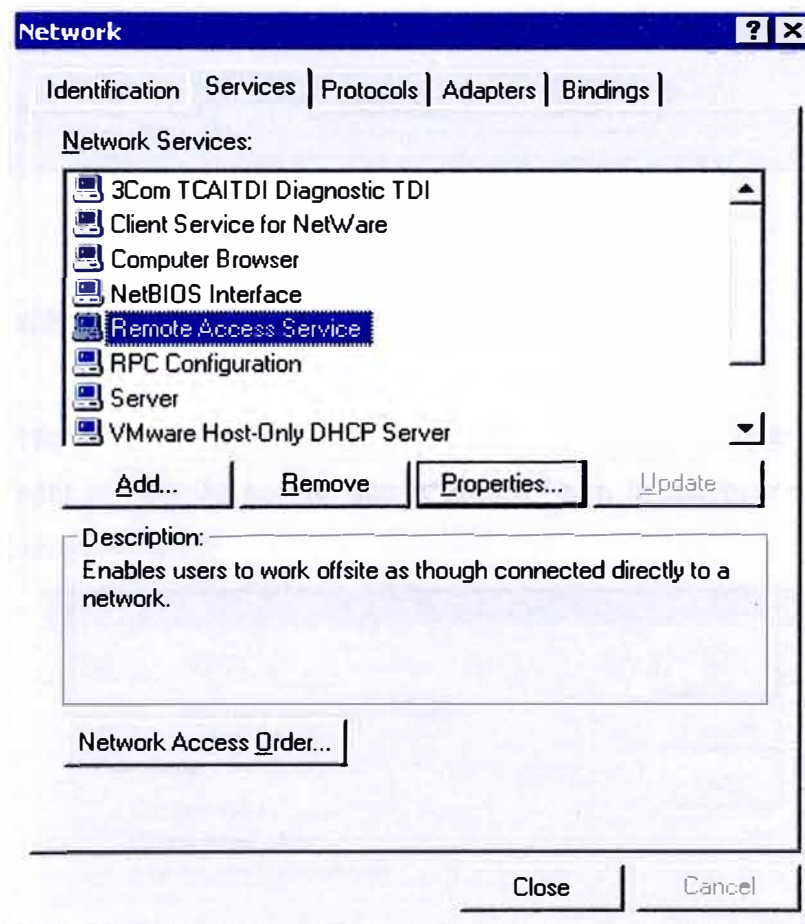 Network
Identification Services Protocols Adapters Bindings
Network Services:
3Com TCAITDI Diagnostic TDI
Client Service for NetWare
Computer Browser
NetBIOS Interface
Remote Access Service
RPC Configuration
Server
VMware Host-Only DHCP Server
Add... Remove Properties... Update
Description:
Enables users to work offsite as though connected directly to a
network.
Network Access Order...
Close Cancel